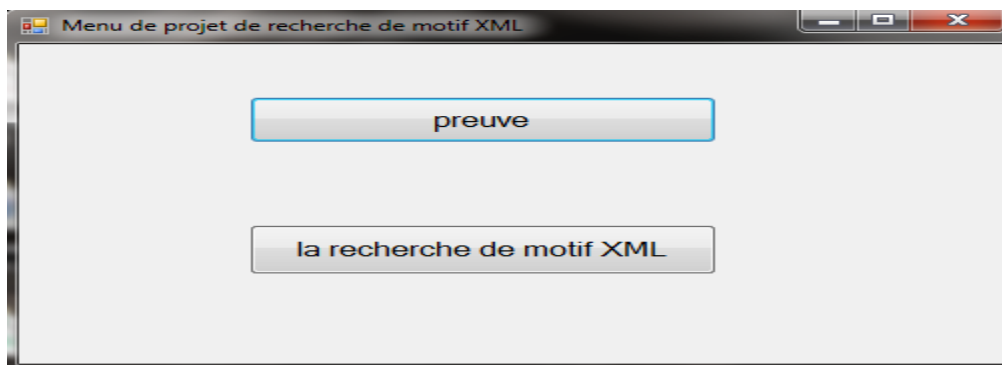 Menu de projet de recherche de motif XML
preuve
la recherche de motif XML